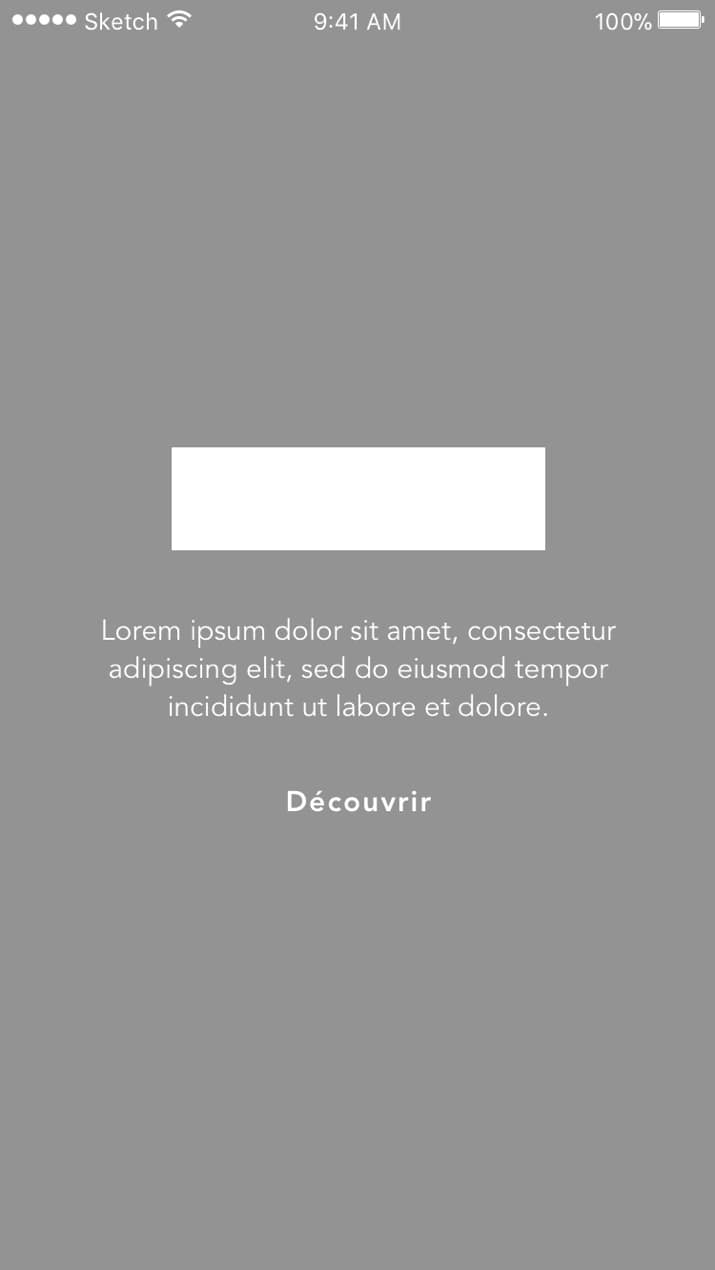 Sketch 9:41 AM 100%
Lorem ipsum dolor sit amet, consectetur
adipiscing elit, sed do eiusmod tempor
incididunt ut labore et dolore.
Découvrir